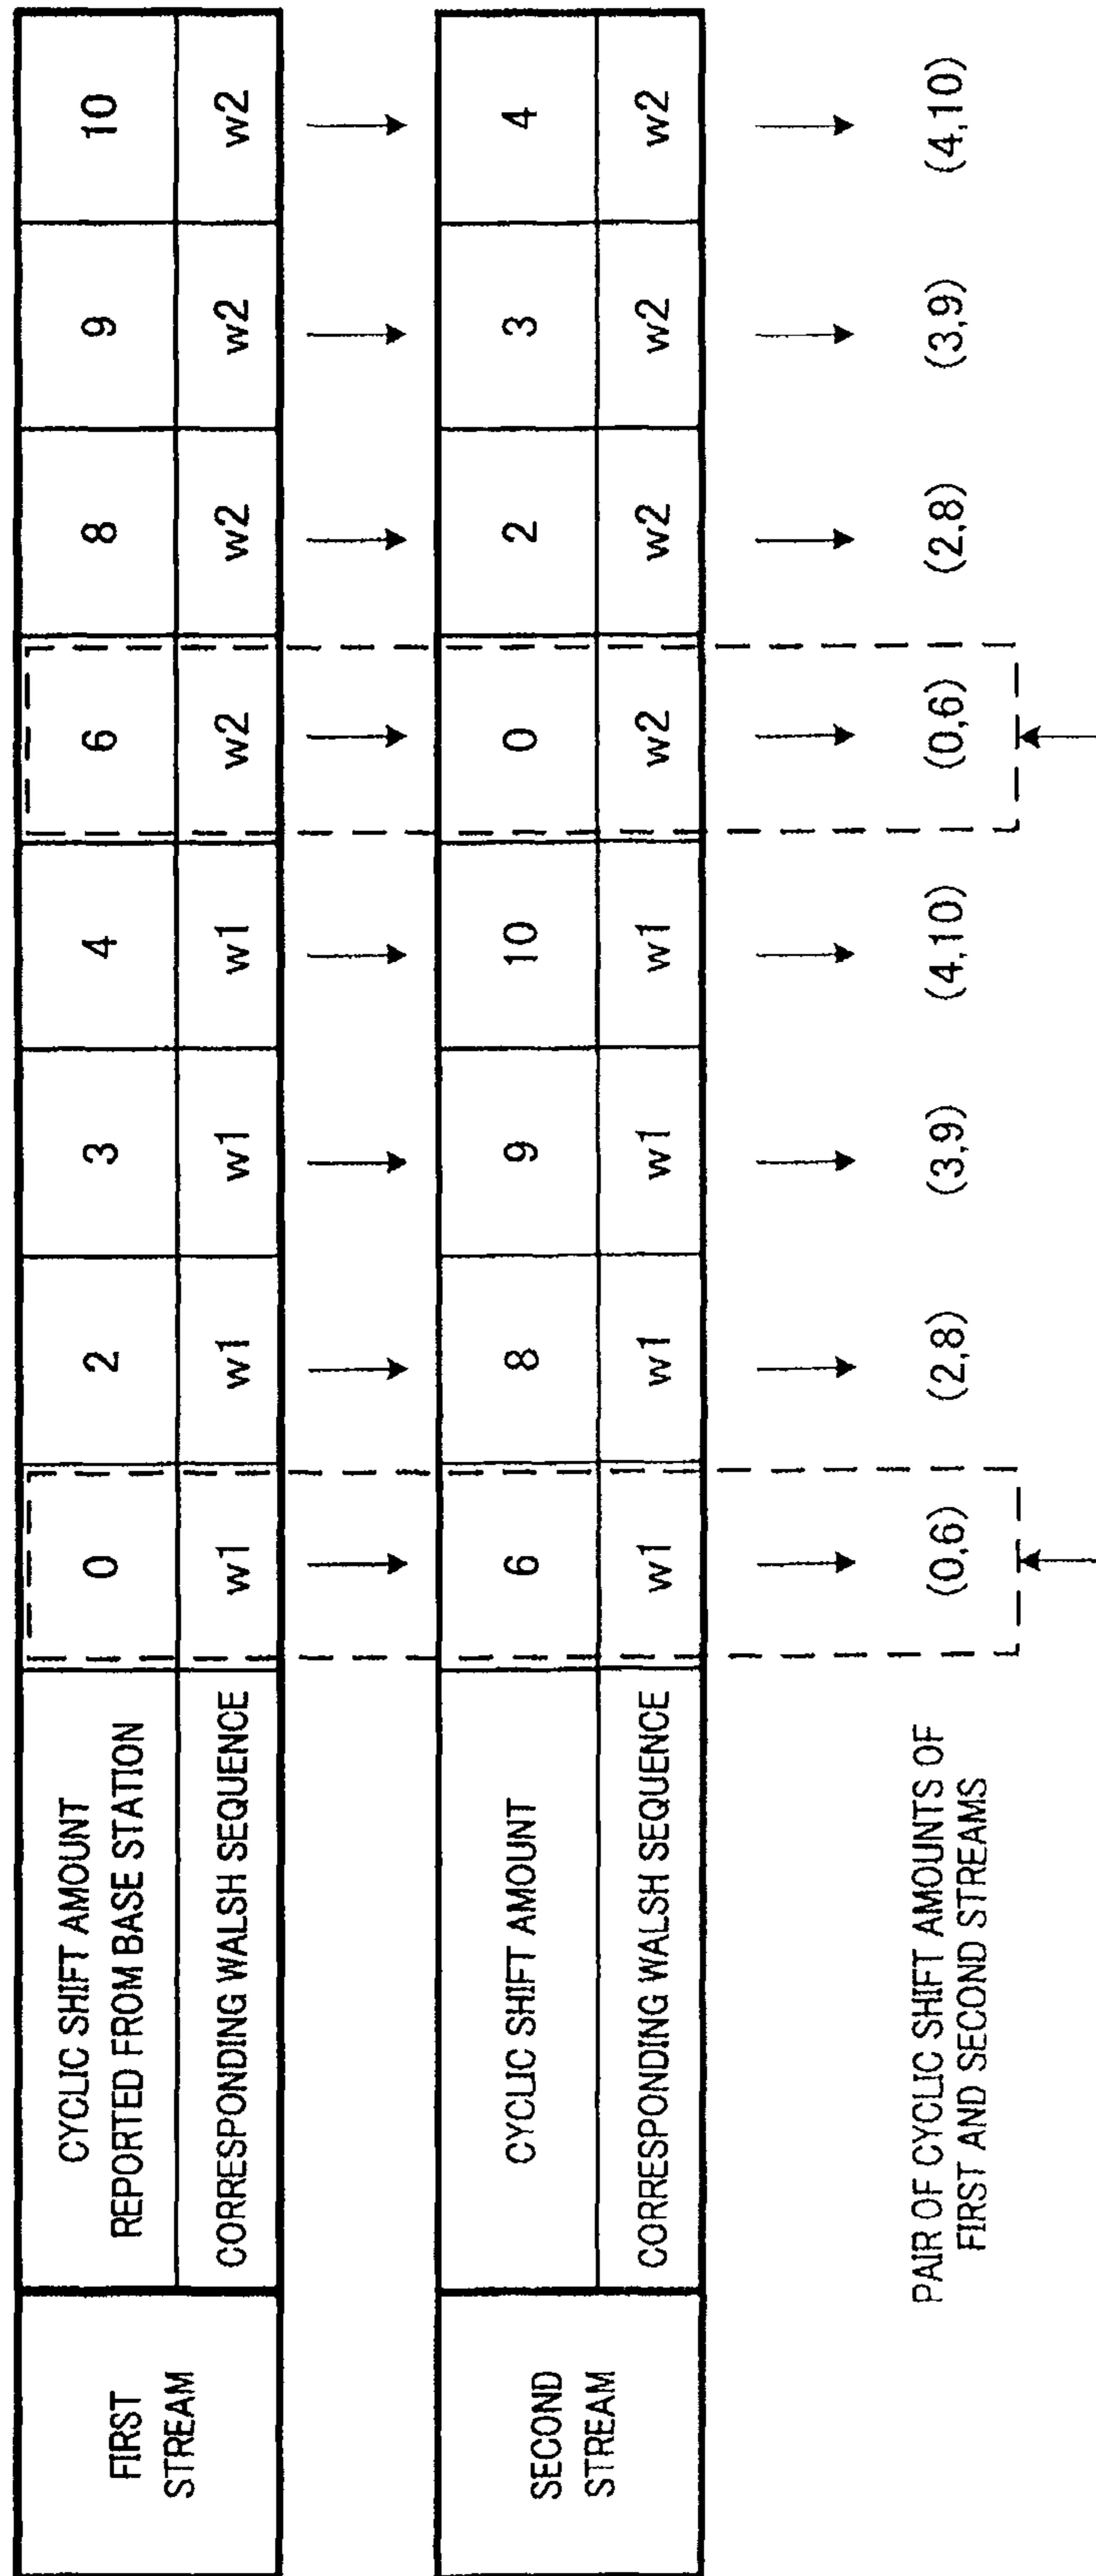 FIRST
STREAM
CYCLIC SHIFT AMOUNT
REPORTED FROM BASE STATION
0 2 3 4 6 8 9 10
CORRESPONDING WALSH SEQUENCE
w1 w1 w1 w1 w2 w2 w2 w2
SECOND
STREAM
CYCLIC SHIFT AMOUNT
6 8 9 10 0 2 3 4
CORRESPONDING WALSH SEQUENCE
w1 w1 w1 w1 w2 w2 w2 w2
PAIR OF CYCLIC SHIFT AMOUNTS OF
FIRST AND SECOND STREAMS
(0,6) (2,8) (3,9) (4,10) (0,6) (2,8) (3,9) (4,10)